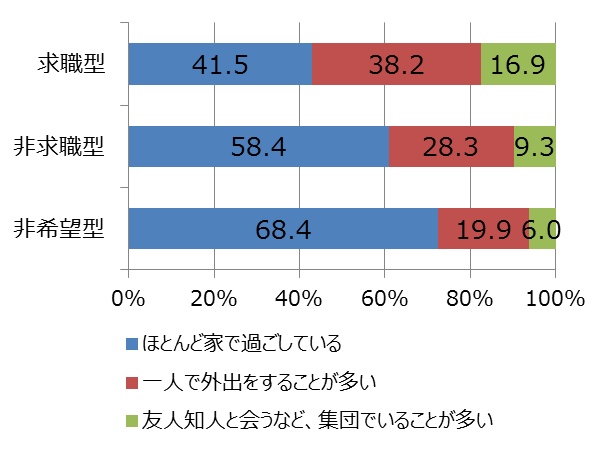 求職型 41.5 38.2 16.9
非求職型 58.4 28.3 9.3
非希望型 68.4 19.9 6.0
0% 20% 40% 60% 80% 100%
ほとんど家で過ごしている
一人で外出をすることが多い
友人知人と会うなど、集団でいることが多い